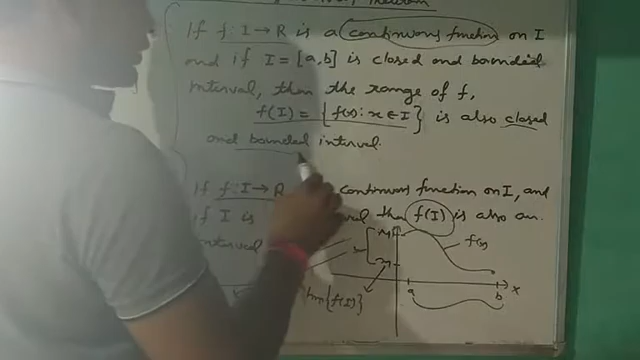 Theorem
If f: I → R is a continuous function on I
and if I = [a,b] is closed and bounded
interval, then the range of f,
f(I) = {f(x): x ∈ I} is also closed
and bounded interval.
If f: I → R continuous function on I, and
if I is then f(I) is also an
interval
M
f(x)
m
a
b
x
{f(I)}